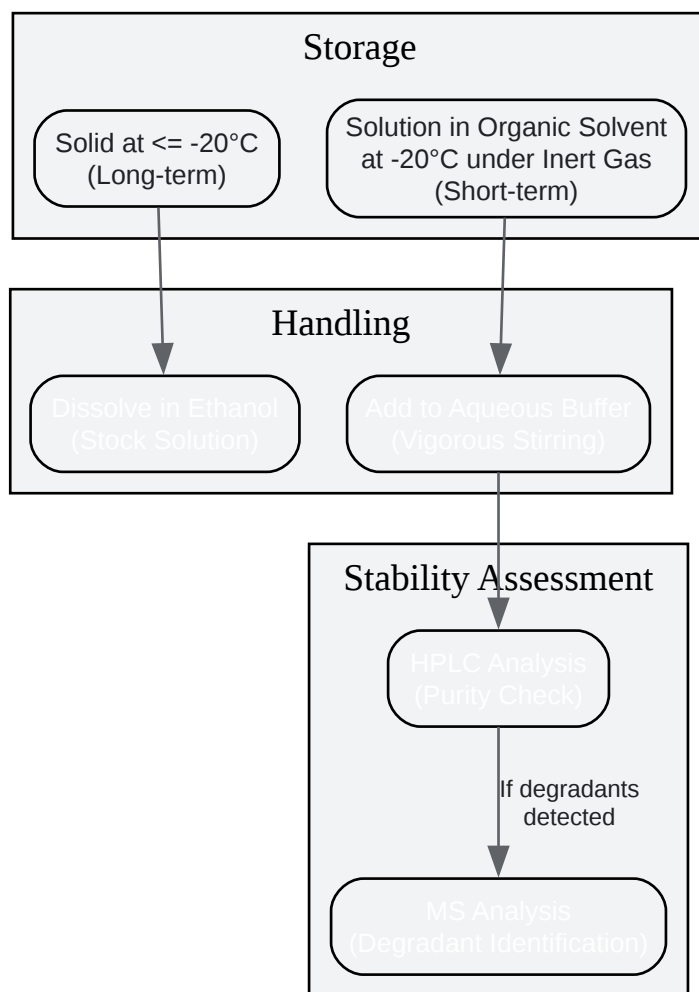 Storage
Solid at <= -20°C
(Long-term)
Solution in Organic Solvent
at -20°C under Inert Gas
(Short-term)
Handling
Dissolve in Ethanol
(Stock Solution)
Add to Aqueous Buffer
(Vigorous Stirring)
Stability Assessment
HPLC Analysis
(Purity Check)
If degradants
detected
MS Analysis
(Degradant Identification)